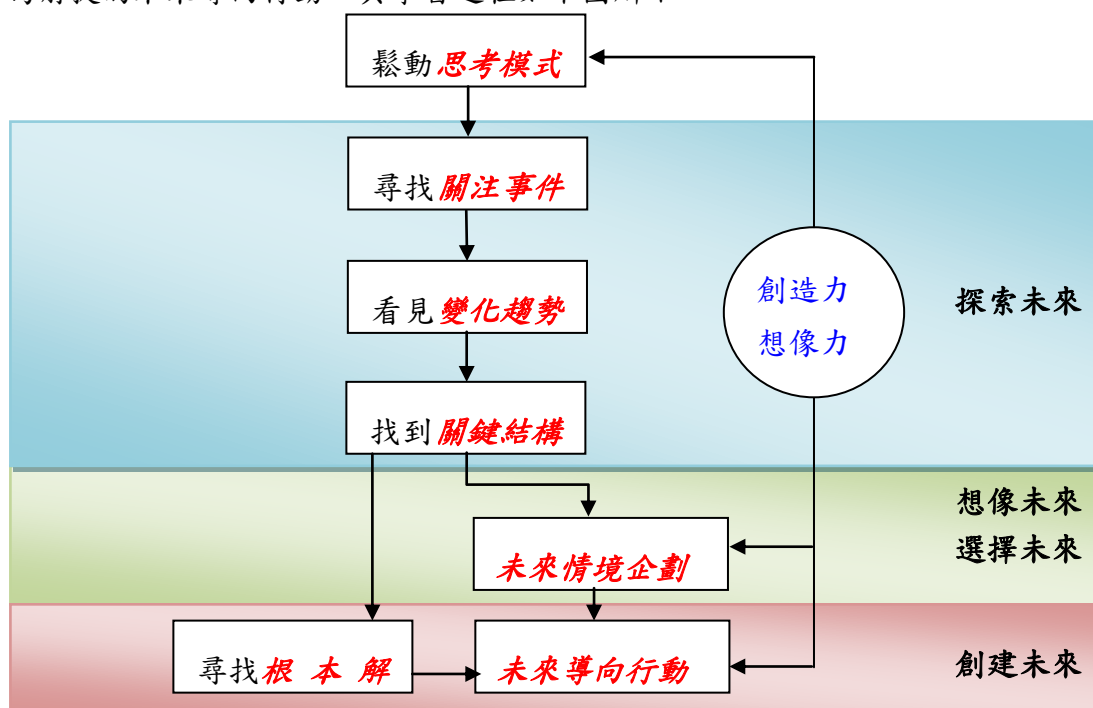 鬆動思考模式
尋找關注事件
看見變化趨勢
創造力
想像力
探索未來
找到關鍵結構
想像未來
選擇未來
未來情境企劃
尋找根 本 解
未來導向行動
創建未來